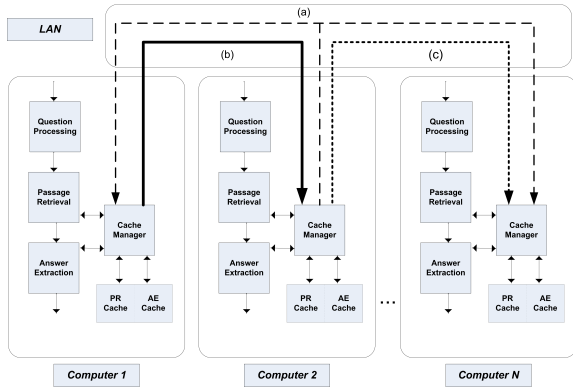 (a)
LAN
(b)
(c)
Question
Processing
Passage
Retrieval
Answer
Extraction
Cache
Manager
PR
Cache
AE
Cache
Question
Processing
Passage
Retrieval
Answer
Extraction
Cache
Manager
PR
Cache
AE
Cache
...
Question
Processing
Passage
Retrieval
Answer
Extraction
Cache
Manager
PR
Cache
AE
Cache
Computer 1
Computer 2
Computer N